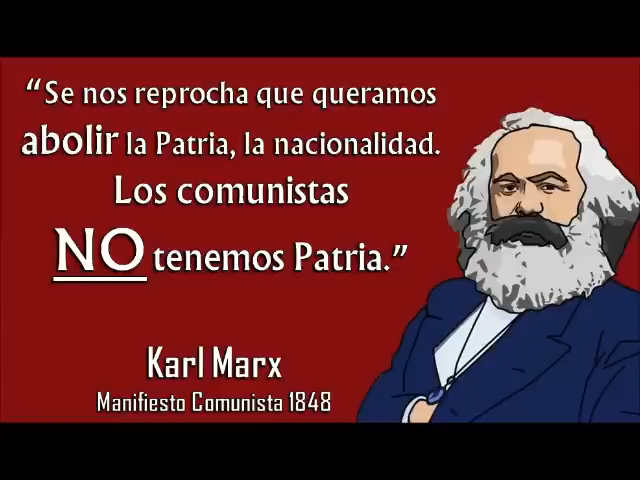 “Se nos reprocha que queramos
abolir la Patria, la nacionalidad.
Los comunistas
NO tenemos Patria.”
Karl Marx
Manifiesto Comunista 1848